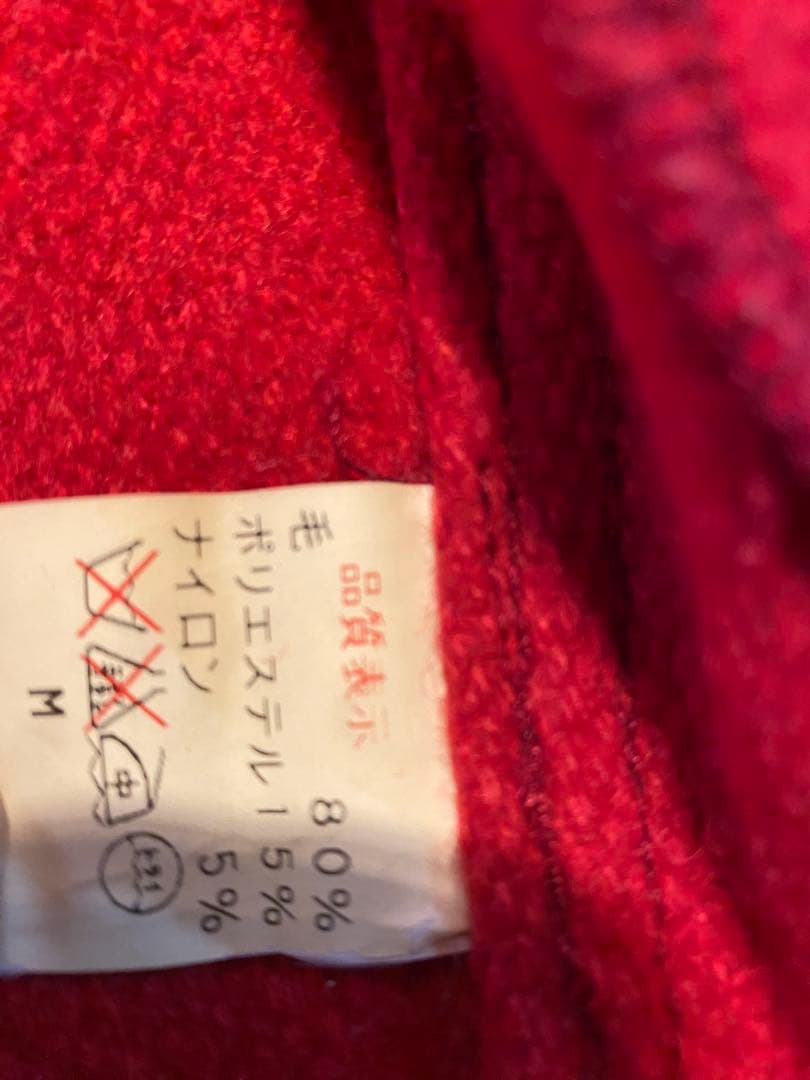 品質表示
毛 80%
ポリエステル 15%
ナイロン 5%
中
M